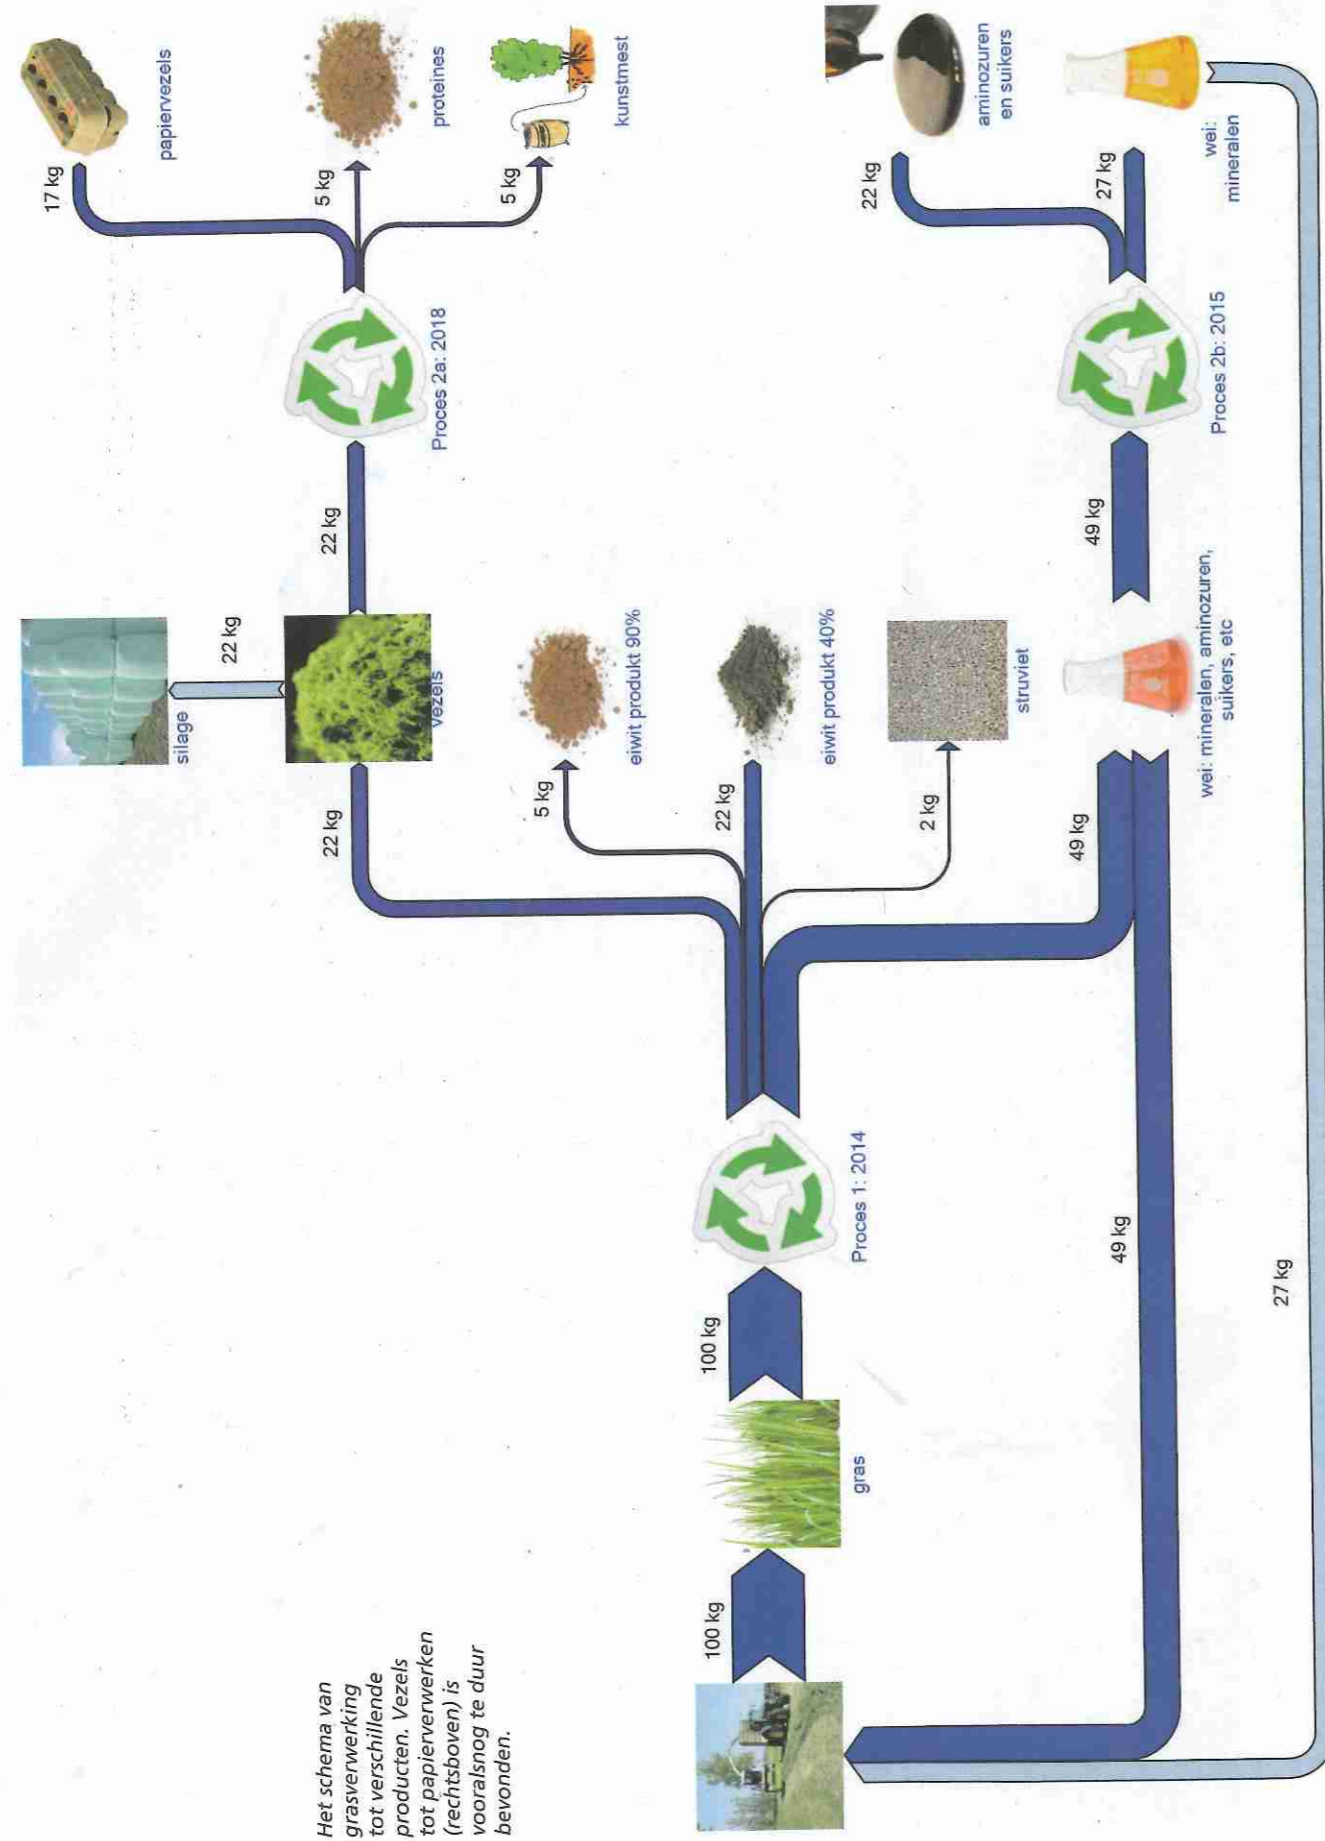 Het schema van
grasverwerking
tot verschillende
producten. Vezels
tot papierverwerken
(rechtsboven) is
vooralsnog te duur
bevonden.
100 kg
gras
100 kg
Proces 1: 2014
22 kg
vezels
22 kg
silage
22 kg
Proces 2a: 2018
17 kg
papiervezels
5 kg
proteines
5 kg
kunstmest
5 kg
eiwit produkt 90%
22 kg
eiwit produkt 40%
2 kg
struviet
49 kg
wei: mineralen, aminozuren,
suikers, etc
49 kg
Proces 2b: 2015
22 kg
aminozuren
en suikers
27 kg
wei:
mineralen
49 kg
27 kg